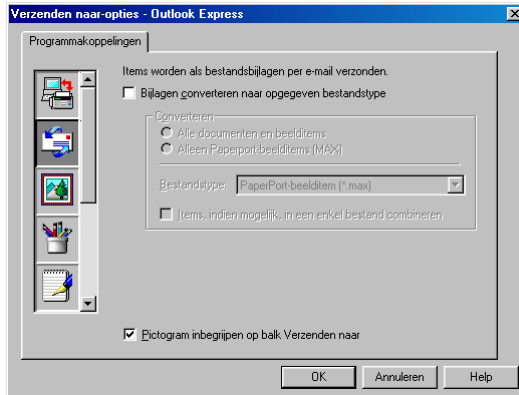 Verzenden naar-opties - Outlook Express
Programmakoppelingen
Items worden als bestandsbijlagen per e-mail verzonden.
Bijlagen converteren naar opgegeven bestandstype
Converteren
Alle documenten en beelditems
Alleen Paperport-beelditems (MAX)
Bestandstype: PaperPort-beelditem (*.max)
Items, indien mogelijk, in een enkel bestand combineren
Pictogram inbegrijpen op balk Verzenden naar
OK Annuleren Help